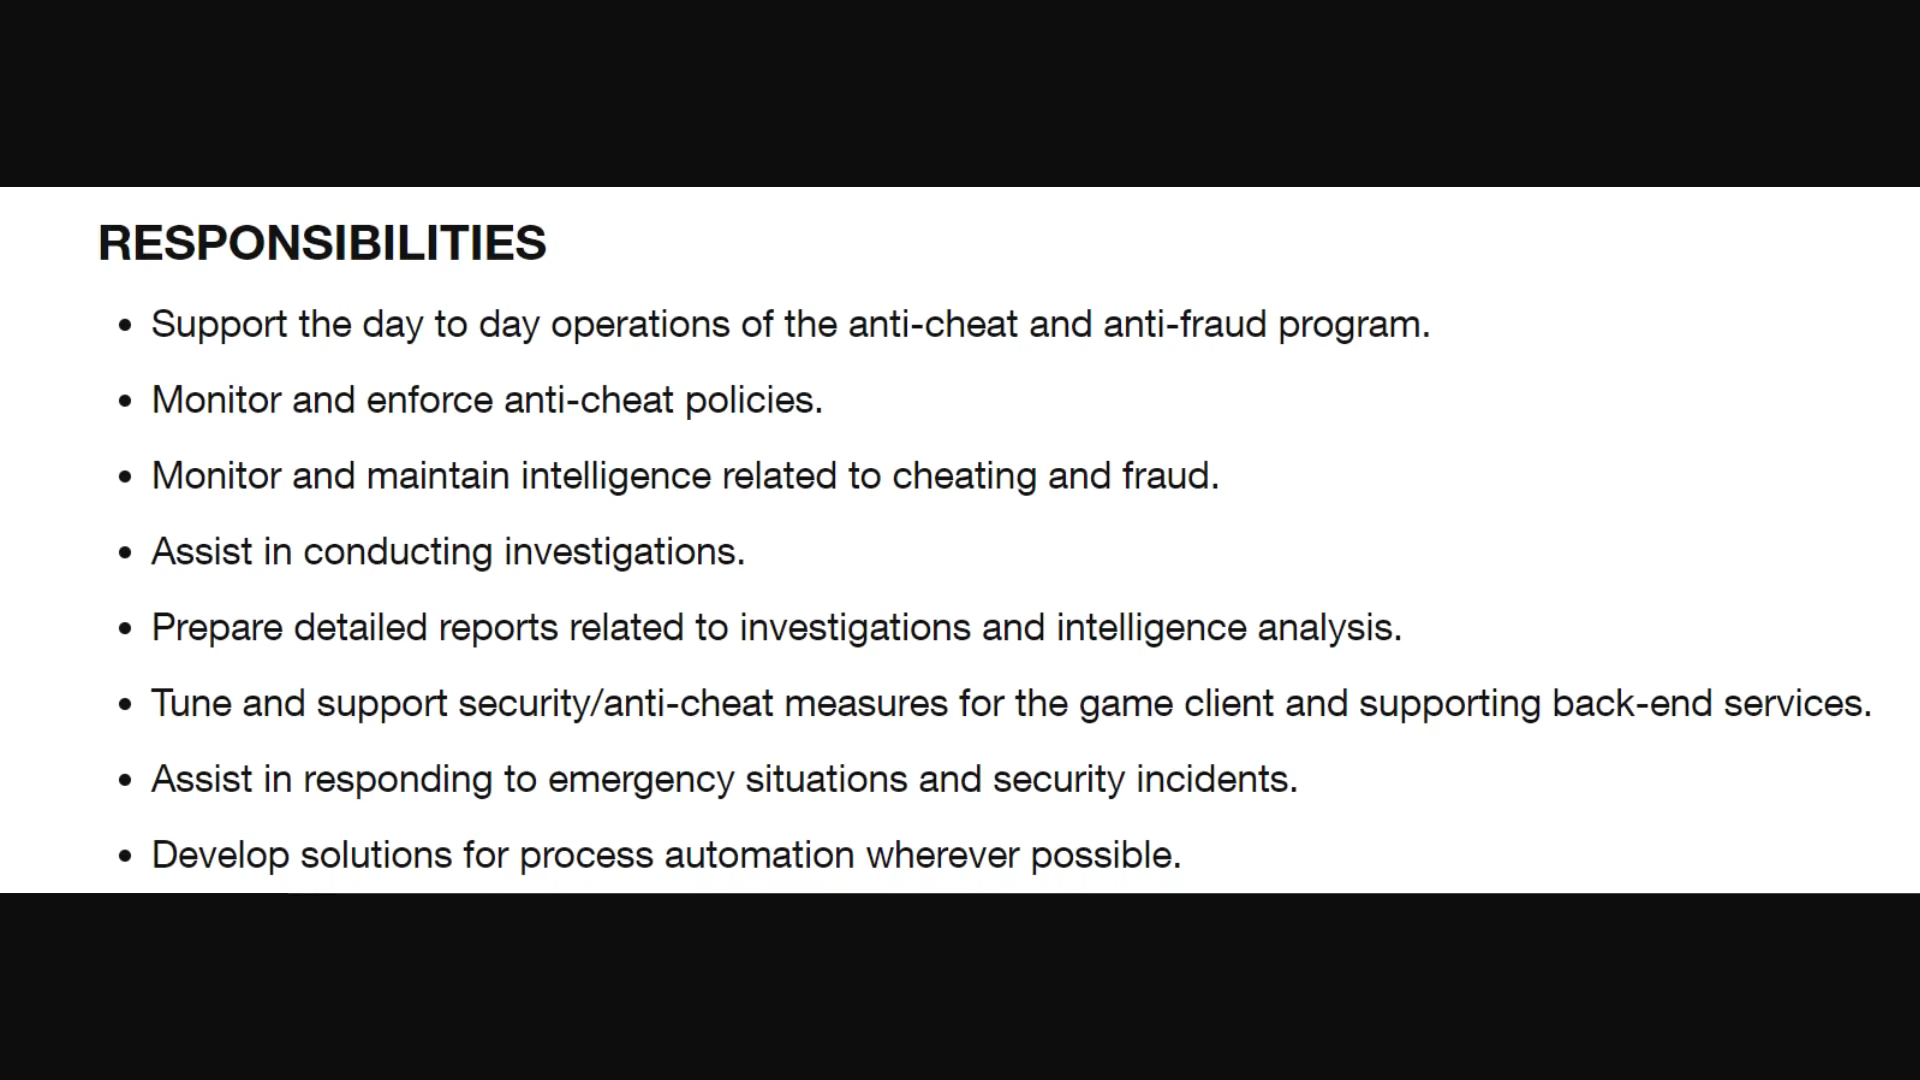 RESPONSIBILITIES
• Support the day to day operations of the anti-cheat and anti-fraud program.
• Monitor and enforce anti-cheat policies.
• Monitor and maintain intelligence related to cheating and fraud.
• Assist in conducting investigations.
• Prepare detailed reports related to investigations and intelligence analysis.
• Tune and support security/anti-cheat measures for the game client and supporting back-end services.
• Assist in responding to emergency situations and security incidents.
• Develop solutions for process automation wherever possible.